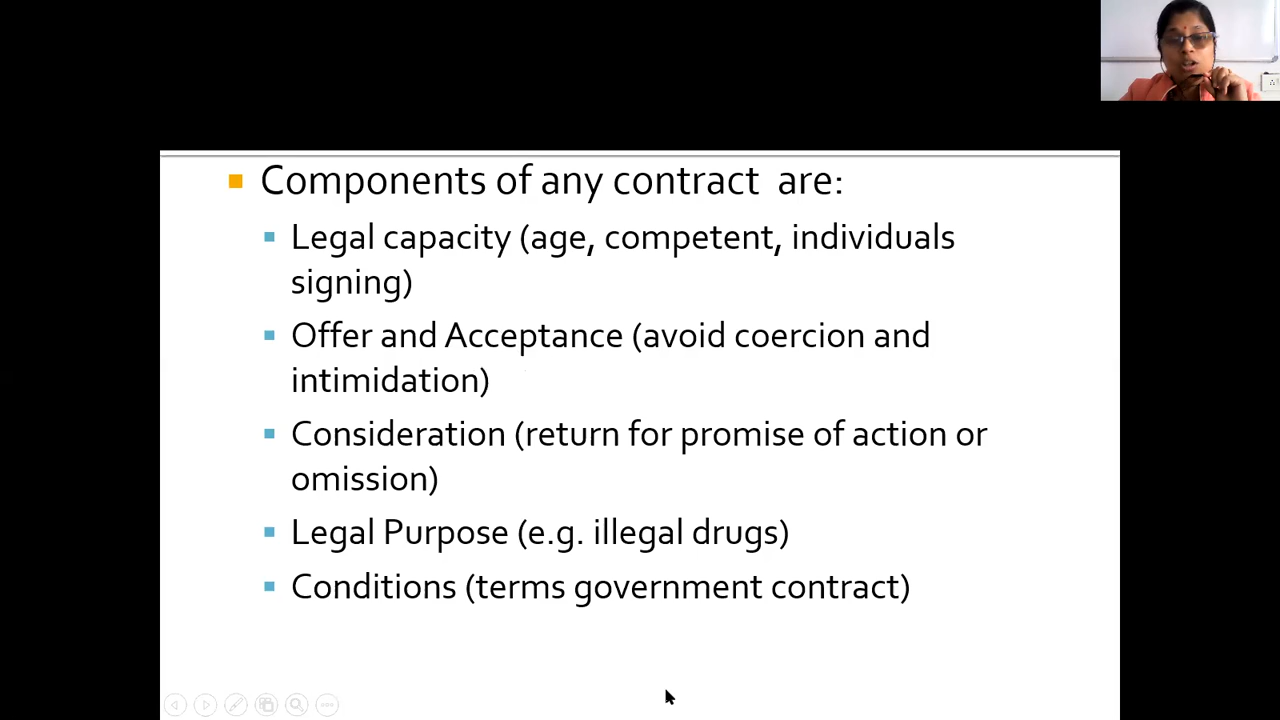 Components of any contract are:
Legal capacity (age, competent, individuals
signing)
Offer and Acceptance (avoid coercion and
intimidation)
Consideration (return for promise of action or
omission)
Legal Purpose (e.g. illegal drugs)
Conditions (terms government contract)